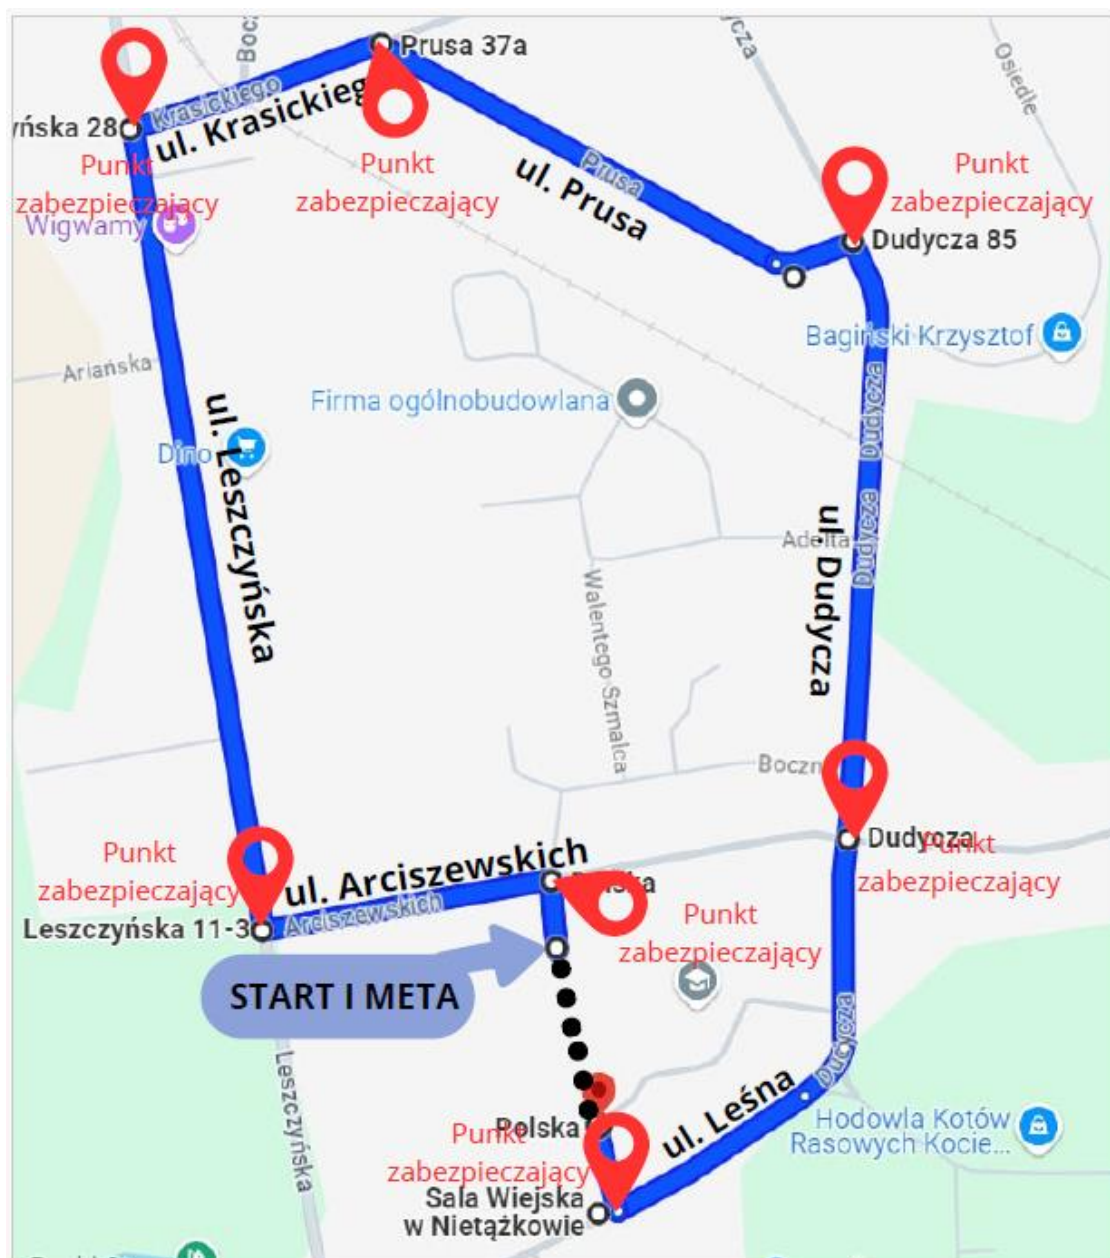 Prusa 37a
yńska 28
Krasickiego
ul. Krasickieg
Punkt
zabezpieczający
Punkt
zabezpieczający
Prusa
ul. Prusa
Osiedle
Punkt
zabezpieczający
Dudycza 85
Wigwamy
Bagiński Krzysztof
Ariańska
Firma ogólnobudowlana
Dino
ul. Leszczyńska
Dudycza
Dudycza
ul. Dudycza
Walentego Szmalca
Dudycza
Punkt
zabezpieczający
Punkt
zabezpieczający
ul. Arciszewskich
Arciszewskich
Leszczyńska 11-3
Punkt
zabezpieczający
START I META
Leszczyńska
Dudycza
ul. Leśna
Hodowla Kotów
Rasowych Kocie...
Polska
Punkt
zabezpieczający
Sala Wiejska
w Nietążkowie